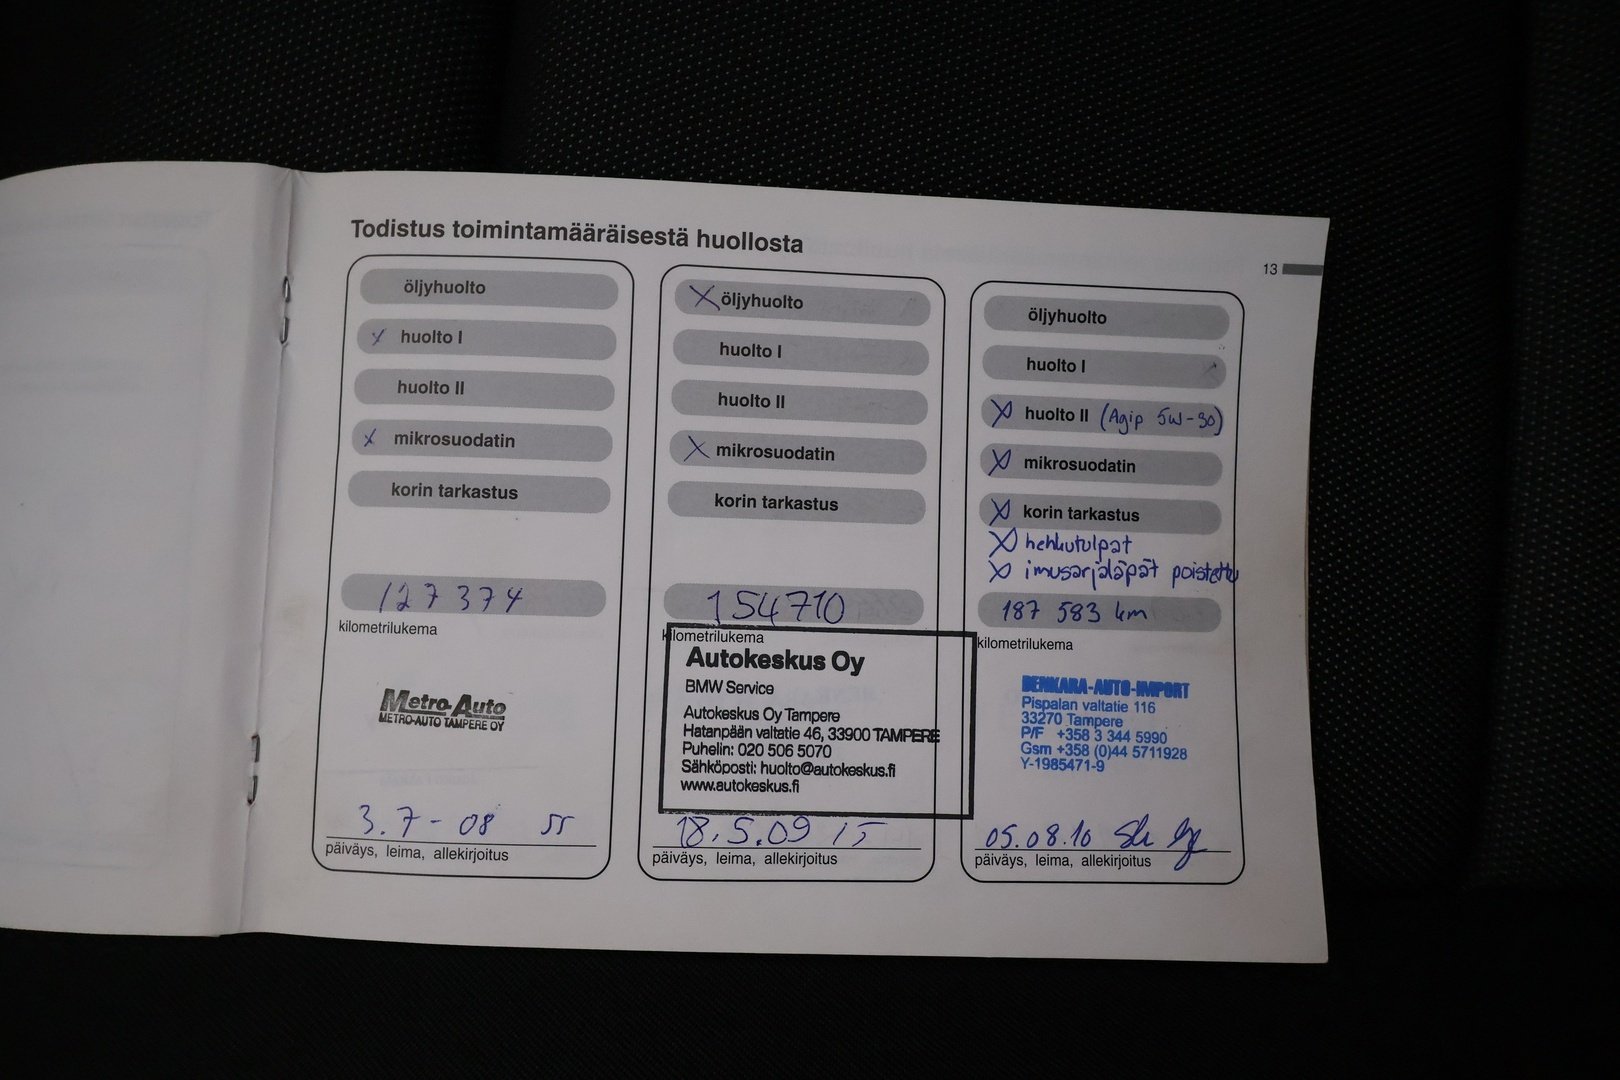 Todistus toimintamääräisestä huollosta
13
öljyhuolto
x huolto I
huolto II
x mikrosuodatin
korin tarkastus
127 374
kilometrilukema
Metro-Auto
METRO-AUTO TAMPERE OY
3.7-08
päiväys, leima, allekirjoitus
X öljyhuolto
huolto I
huolto II
X mikrosuodatin
korin tarkastus
154710
kilometrilukema
Autokeskus Oy
BMW Service
Autokeskus Oy Tampere
Hatanpään valtatie 46, 33900 TAMPERE
Puhelin: 020 506 5070
Sähköposti: huolto@autokeskus.fi
www.autokeskus.fi
18.5.09
päiväys, leima, allekirjoitus
öljyhuolto
huolto I
X huolto II (Agip 5W-30)
X mikrosuodatin
X korin tarkastus
X hehkutulpat
X imusarjaläpät poistettu
187 583 km
kilometrilukema
DENKARA-AUTO-IMPORT
Pispalan valtatie 116
33270 Tampere
P/F +358 3 344 5990
Gsm +358 (0)44 5711928
Y-1985471-9
05.08.10
päiväys, leima, allekirjoitus